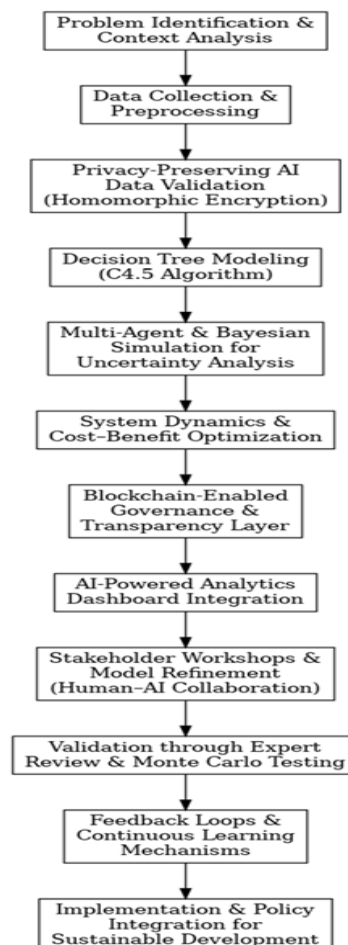 Problem Identification &
Context Analysis
Data Collection &
Preprocessing
Privacy-Preserving AI
Data Validation
(Homomorphic Encryption)
Decision Tree Modeling
(C4.5 Algorithm)
Multi-Agent & Bayesian
Simulation for
Uncertainty Analysis
System Dynamics &
Cost–Benefit Optimization
Blockchain-Enabled
Governance &
Transparency Layer
AI-Powered Analytics
Dashboard Integration
Stakeholder Workshops &
Model Refinement
(Human–AI Collaboration)
Validation through Expert
Review & Monte Carlo Testing
Feedback Loops &
Continuous Learning
Mechanisms
Implementation & Policy
Integration for
Sustainable Development